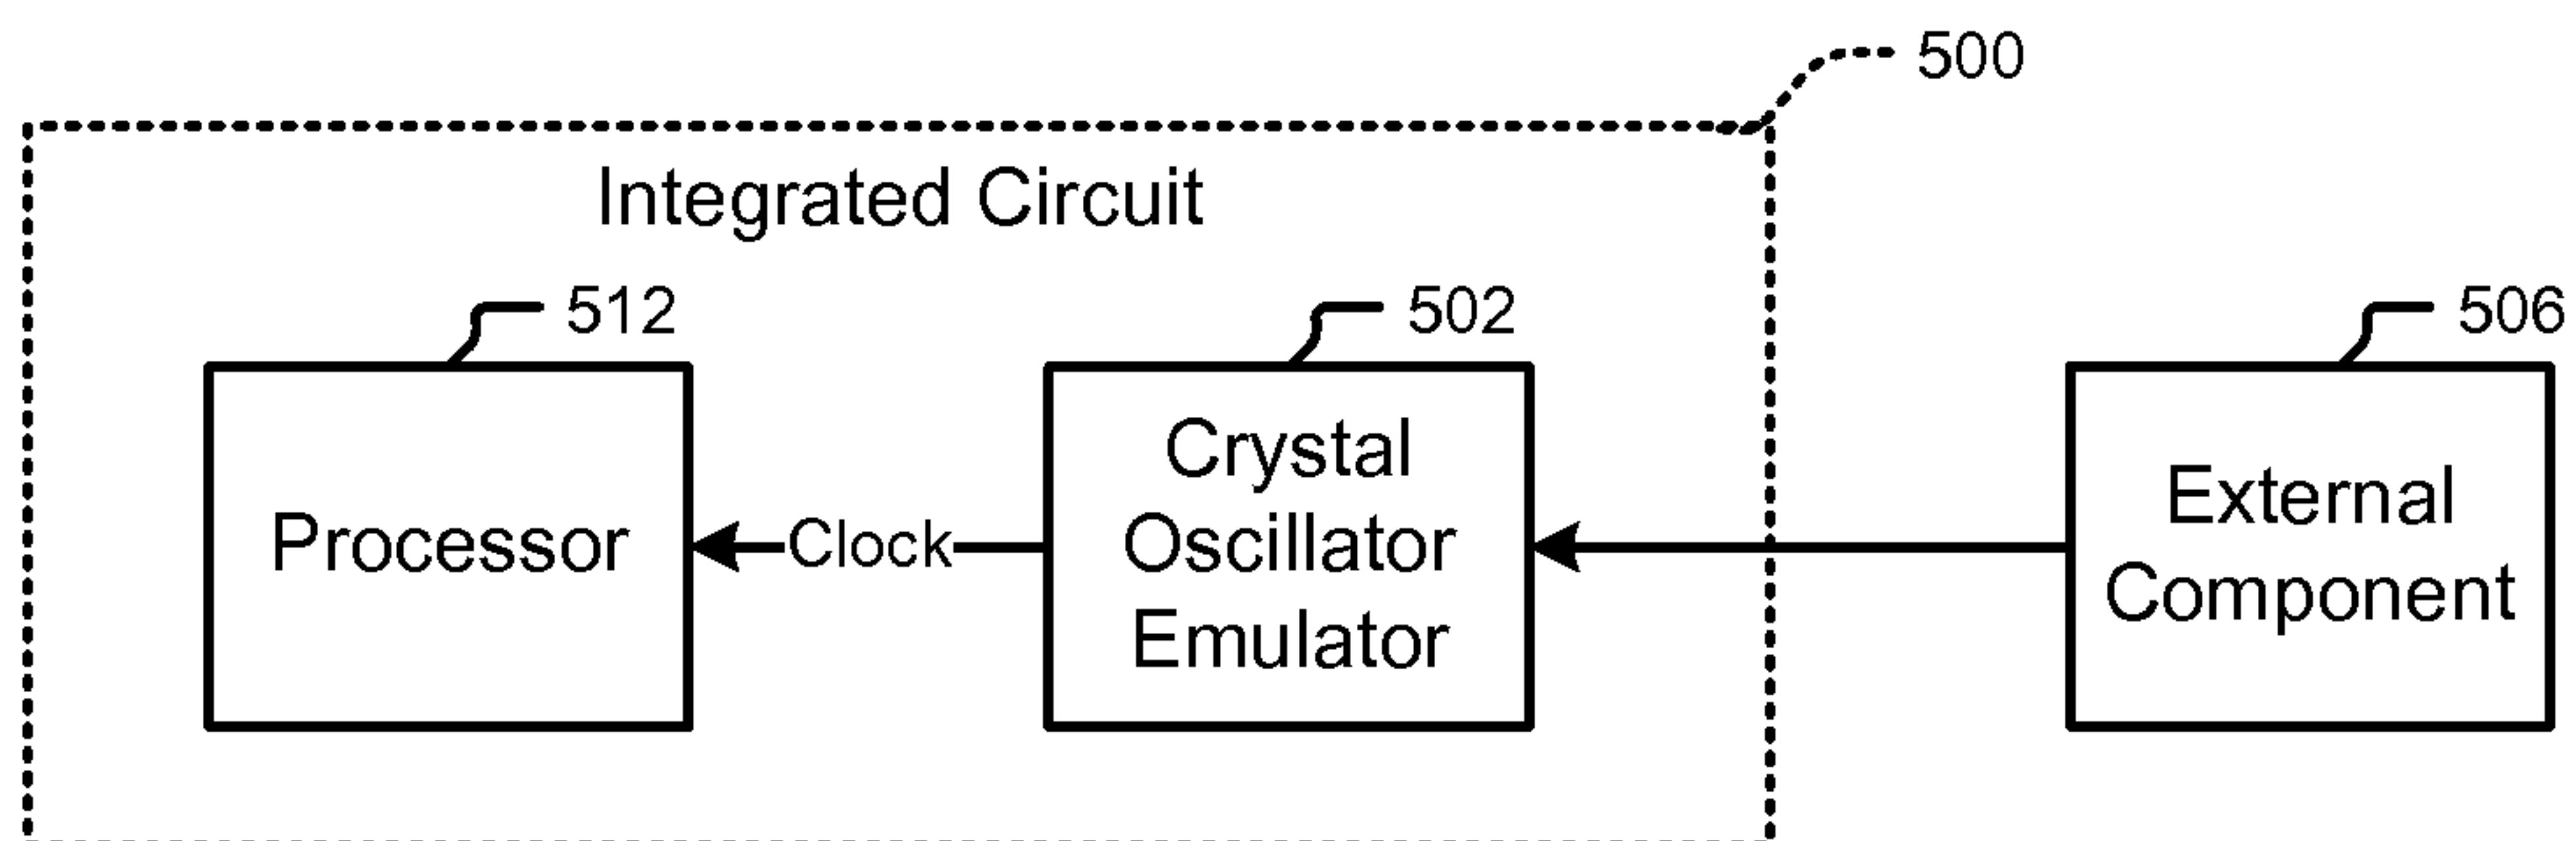 500
Integrated Circuit
512
502
506
Processor
Clock
Crystal
Oscillator
Emulator
External
Component